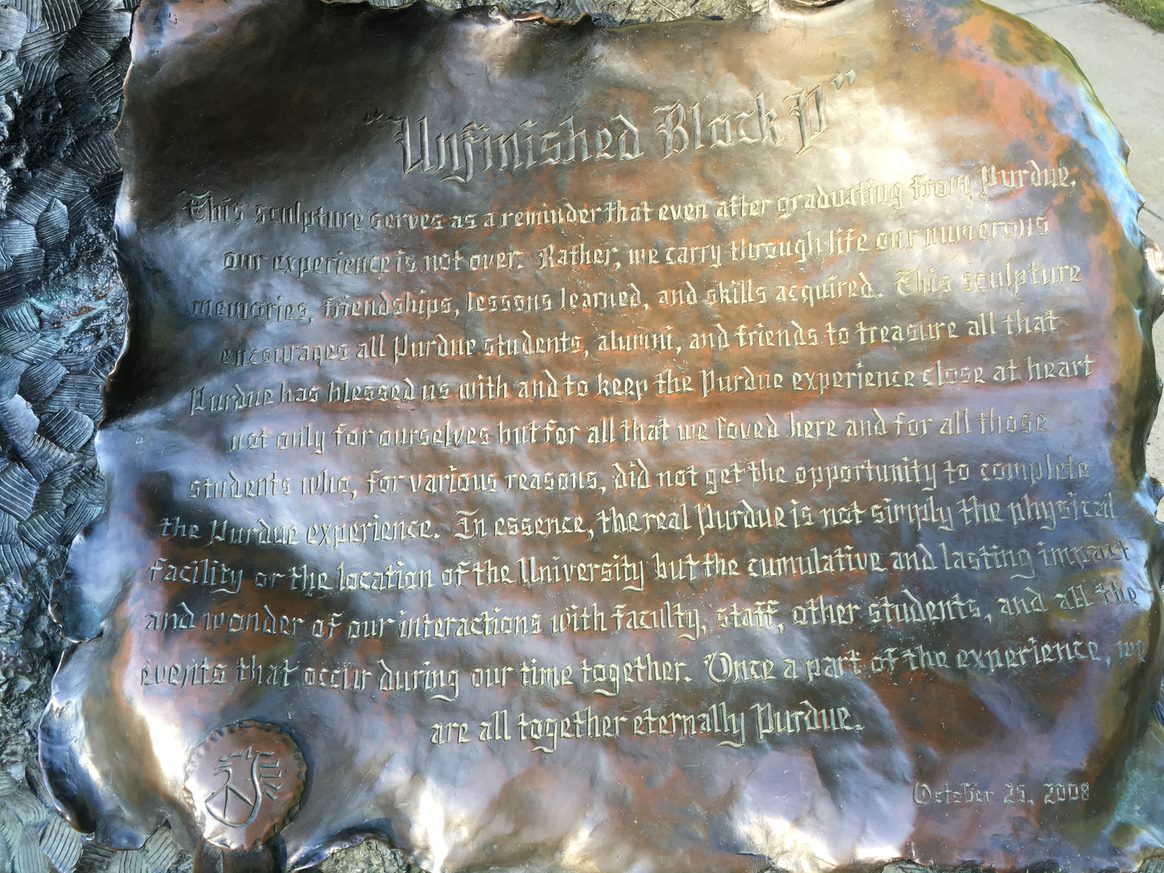 "Unfinished Block P"
This sculpture serves as a reminder that even after graduating from Purdue,
our experience is not over. Rather, we carry through life our numerous
memories, friendships, lessons learned, and skills acquired. This sculpture
encourages all Purdue students, alumni, and friends to treasure all that
Purdue has blessed us with and to keep the Purdue experience close at heart
not only for ourselves but for all that we loved here and for all those
students who, for various reasons, did not get the opportunity to complete
the Purdue experience. In essence, the real Purdue is not simply the physical
facility or the location of the University but the cumulative and lasting impact
and wonder of our interactions with faculty, staff, other students, and all the
events that occur during our time together. Once a part of the experience, we
are all together eternally Purdue.
October 25, 2008